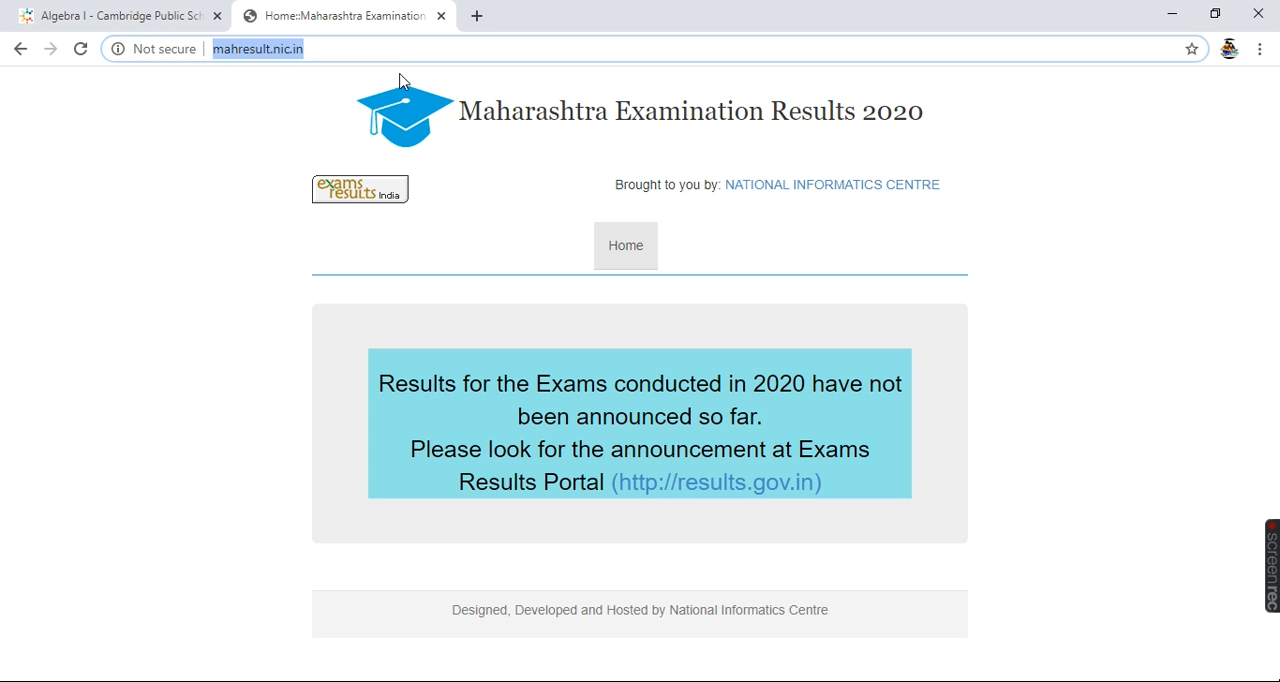 Algebra I - Cambridge Public Sch
Home::Maharashtra Examination
Not secure
mahresult.nic.in
Maharashtra Examination Results 2020
exams
results India
Brought to you by: NATIONAL INFORMATICS CENTRE
Home
Results for the Exams conducted in 2020 have not
been announced so far.
Please look for the announcement at Exams
Results Portal (http://results.gov.in)
screenrec
Designed, Developed and Hosted by National Informatics Centre